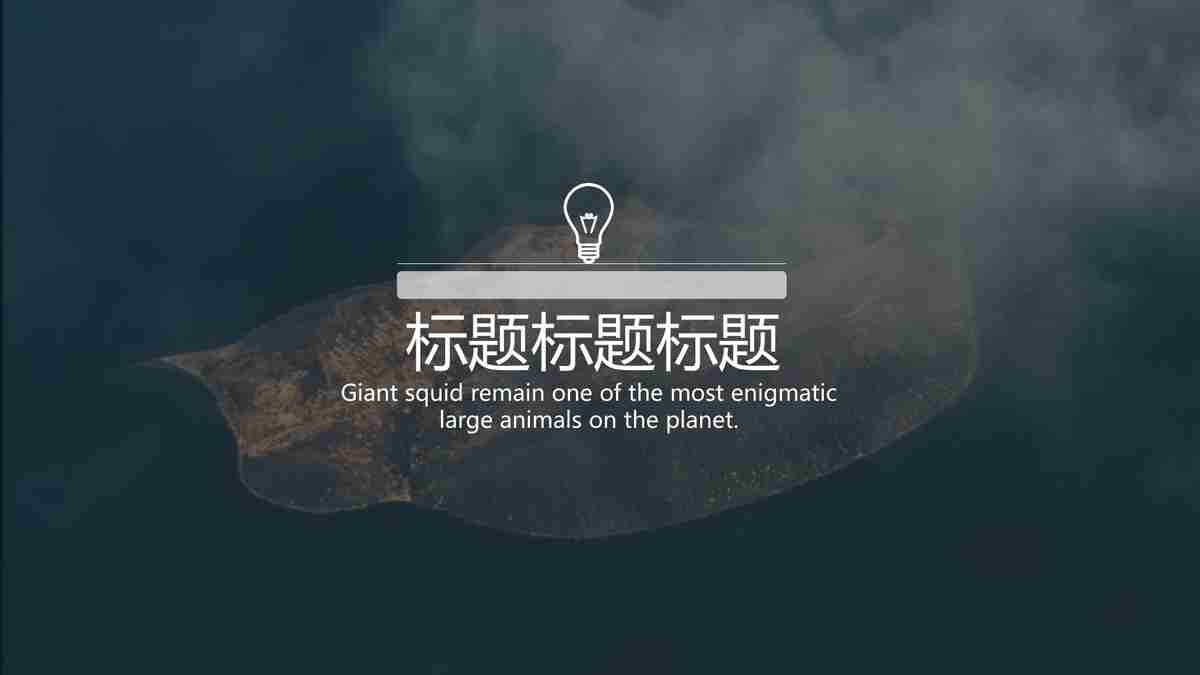 标题标题标题
Giant squid remain one of the most enigmatic
large animals on the planet.